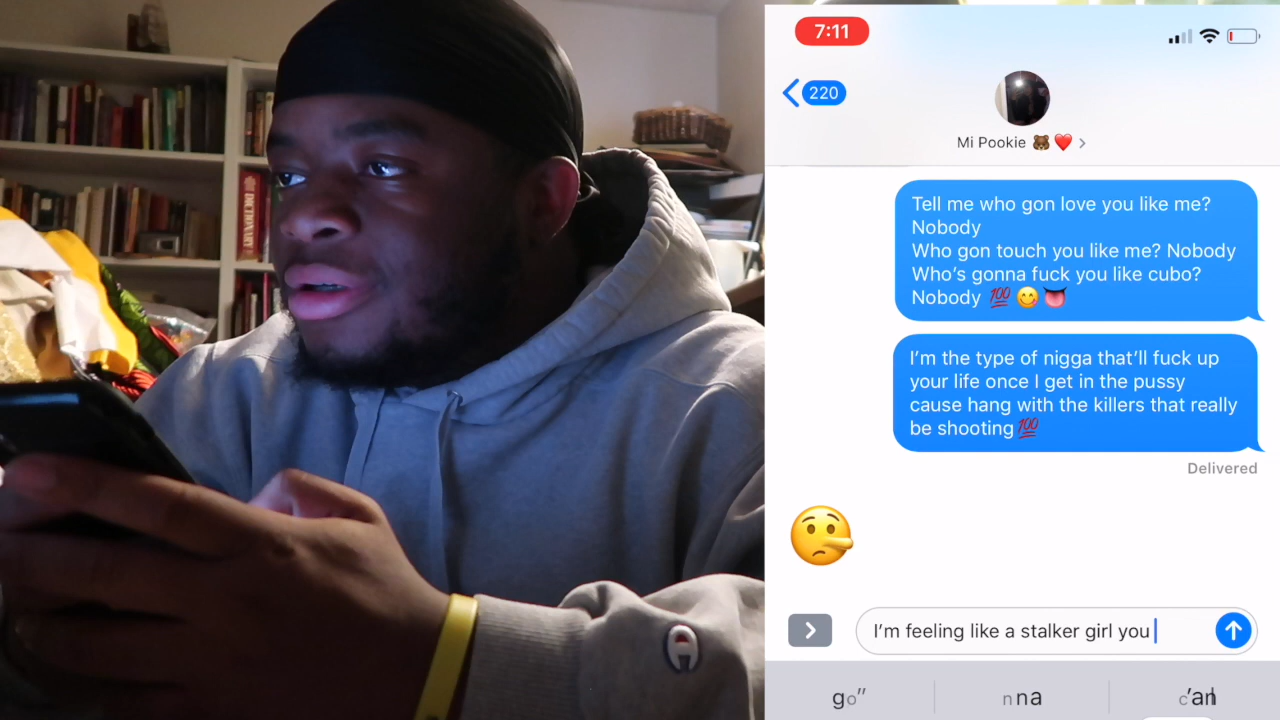 7:11
220
Mi Pookie 🐻❤️
Tell me who gon love you like me?
Nobody
Who gon touch you like me? Nobody
Who's gonna fuck you like cubo?
Nobody 💯😋👅
I'm the type of nigga that'll fuck up
your life once I get in the pussy
cause hang with the killers that really
be shooting💯
Delivered
🤥
I'm feeling like a stalker girl you
DICTIONARY